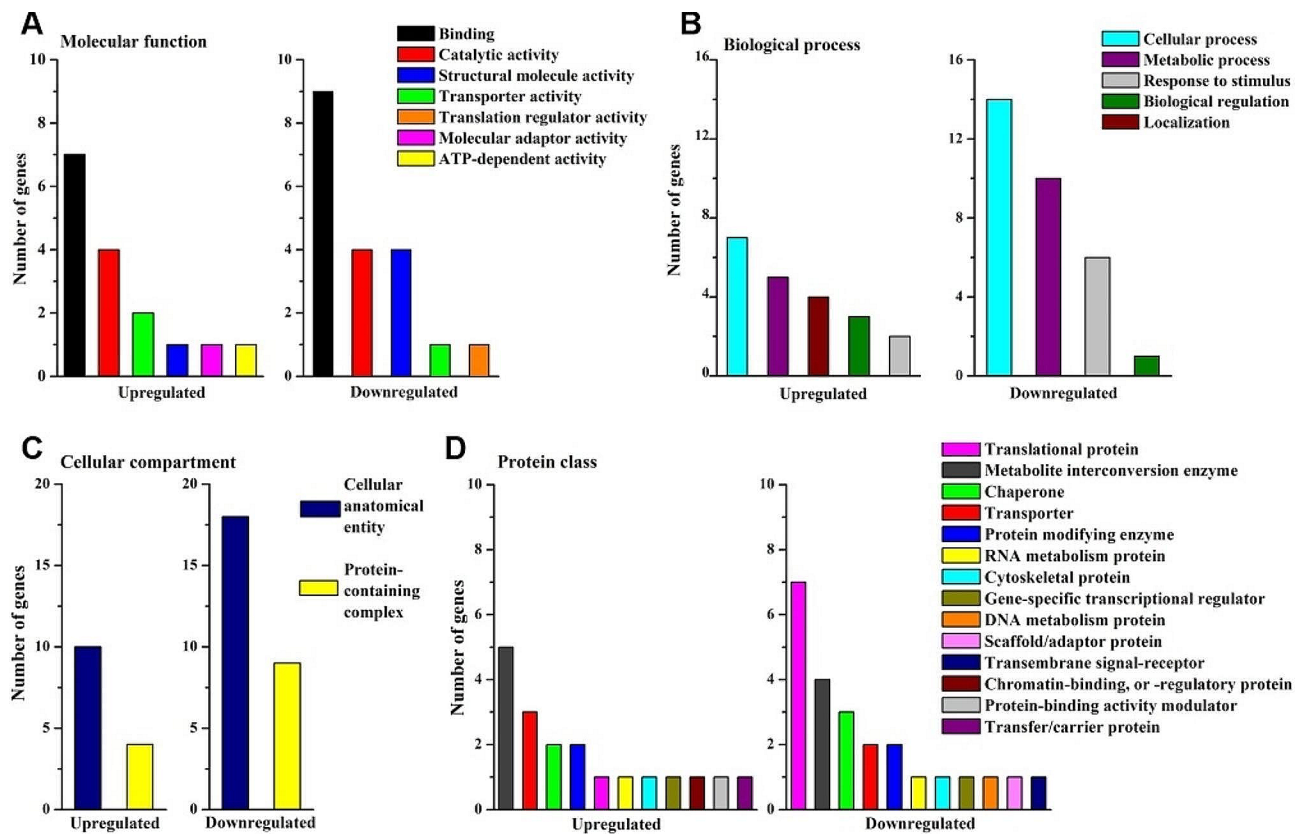 A
Molecular function
Number of genes
10
8
6
4
2
0
Upregulated
10
8
6
4
2
0
Downregulated
Binding
Catalytic activity
Structural molecule activity
Transporter activity
Translation regulator activity
Molecular adaptor activity
ATP-dependent activity
B
Biological process
Number of genes
16
12
8
4
0
Upregulated
16
12
8
4
0
Downregulated
Cellular process
Metabolic process
Response to stimulus
Biological regulation
Localization
C
Cellular compartment
Number of genes
20
15
10
5
0
Upregulated
20
15
10
5
0
Downregulated
Cellular
anatomical
entity
Protein-
containing
complex
D
Protein class
Number of genes
10
8
6
4
2
0
Upregulated
10
8
6
4
2
0
Downregulated
Translational protein
Metabolite interconversion enzyme
Chaperone
Transporter
Protein modifying enzyme
RNA metabolism protein
Cytoskeletal protein
Gene-specific transcriptional regulator
DNA metabolism protein
Scaffold/adaptor protein
Transembrane signal-receptor
Chromatin-binding, or -regulatory protein
Protein-binding activity modulator
Transfer/carrier protein